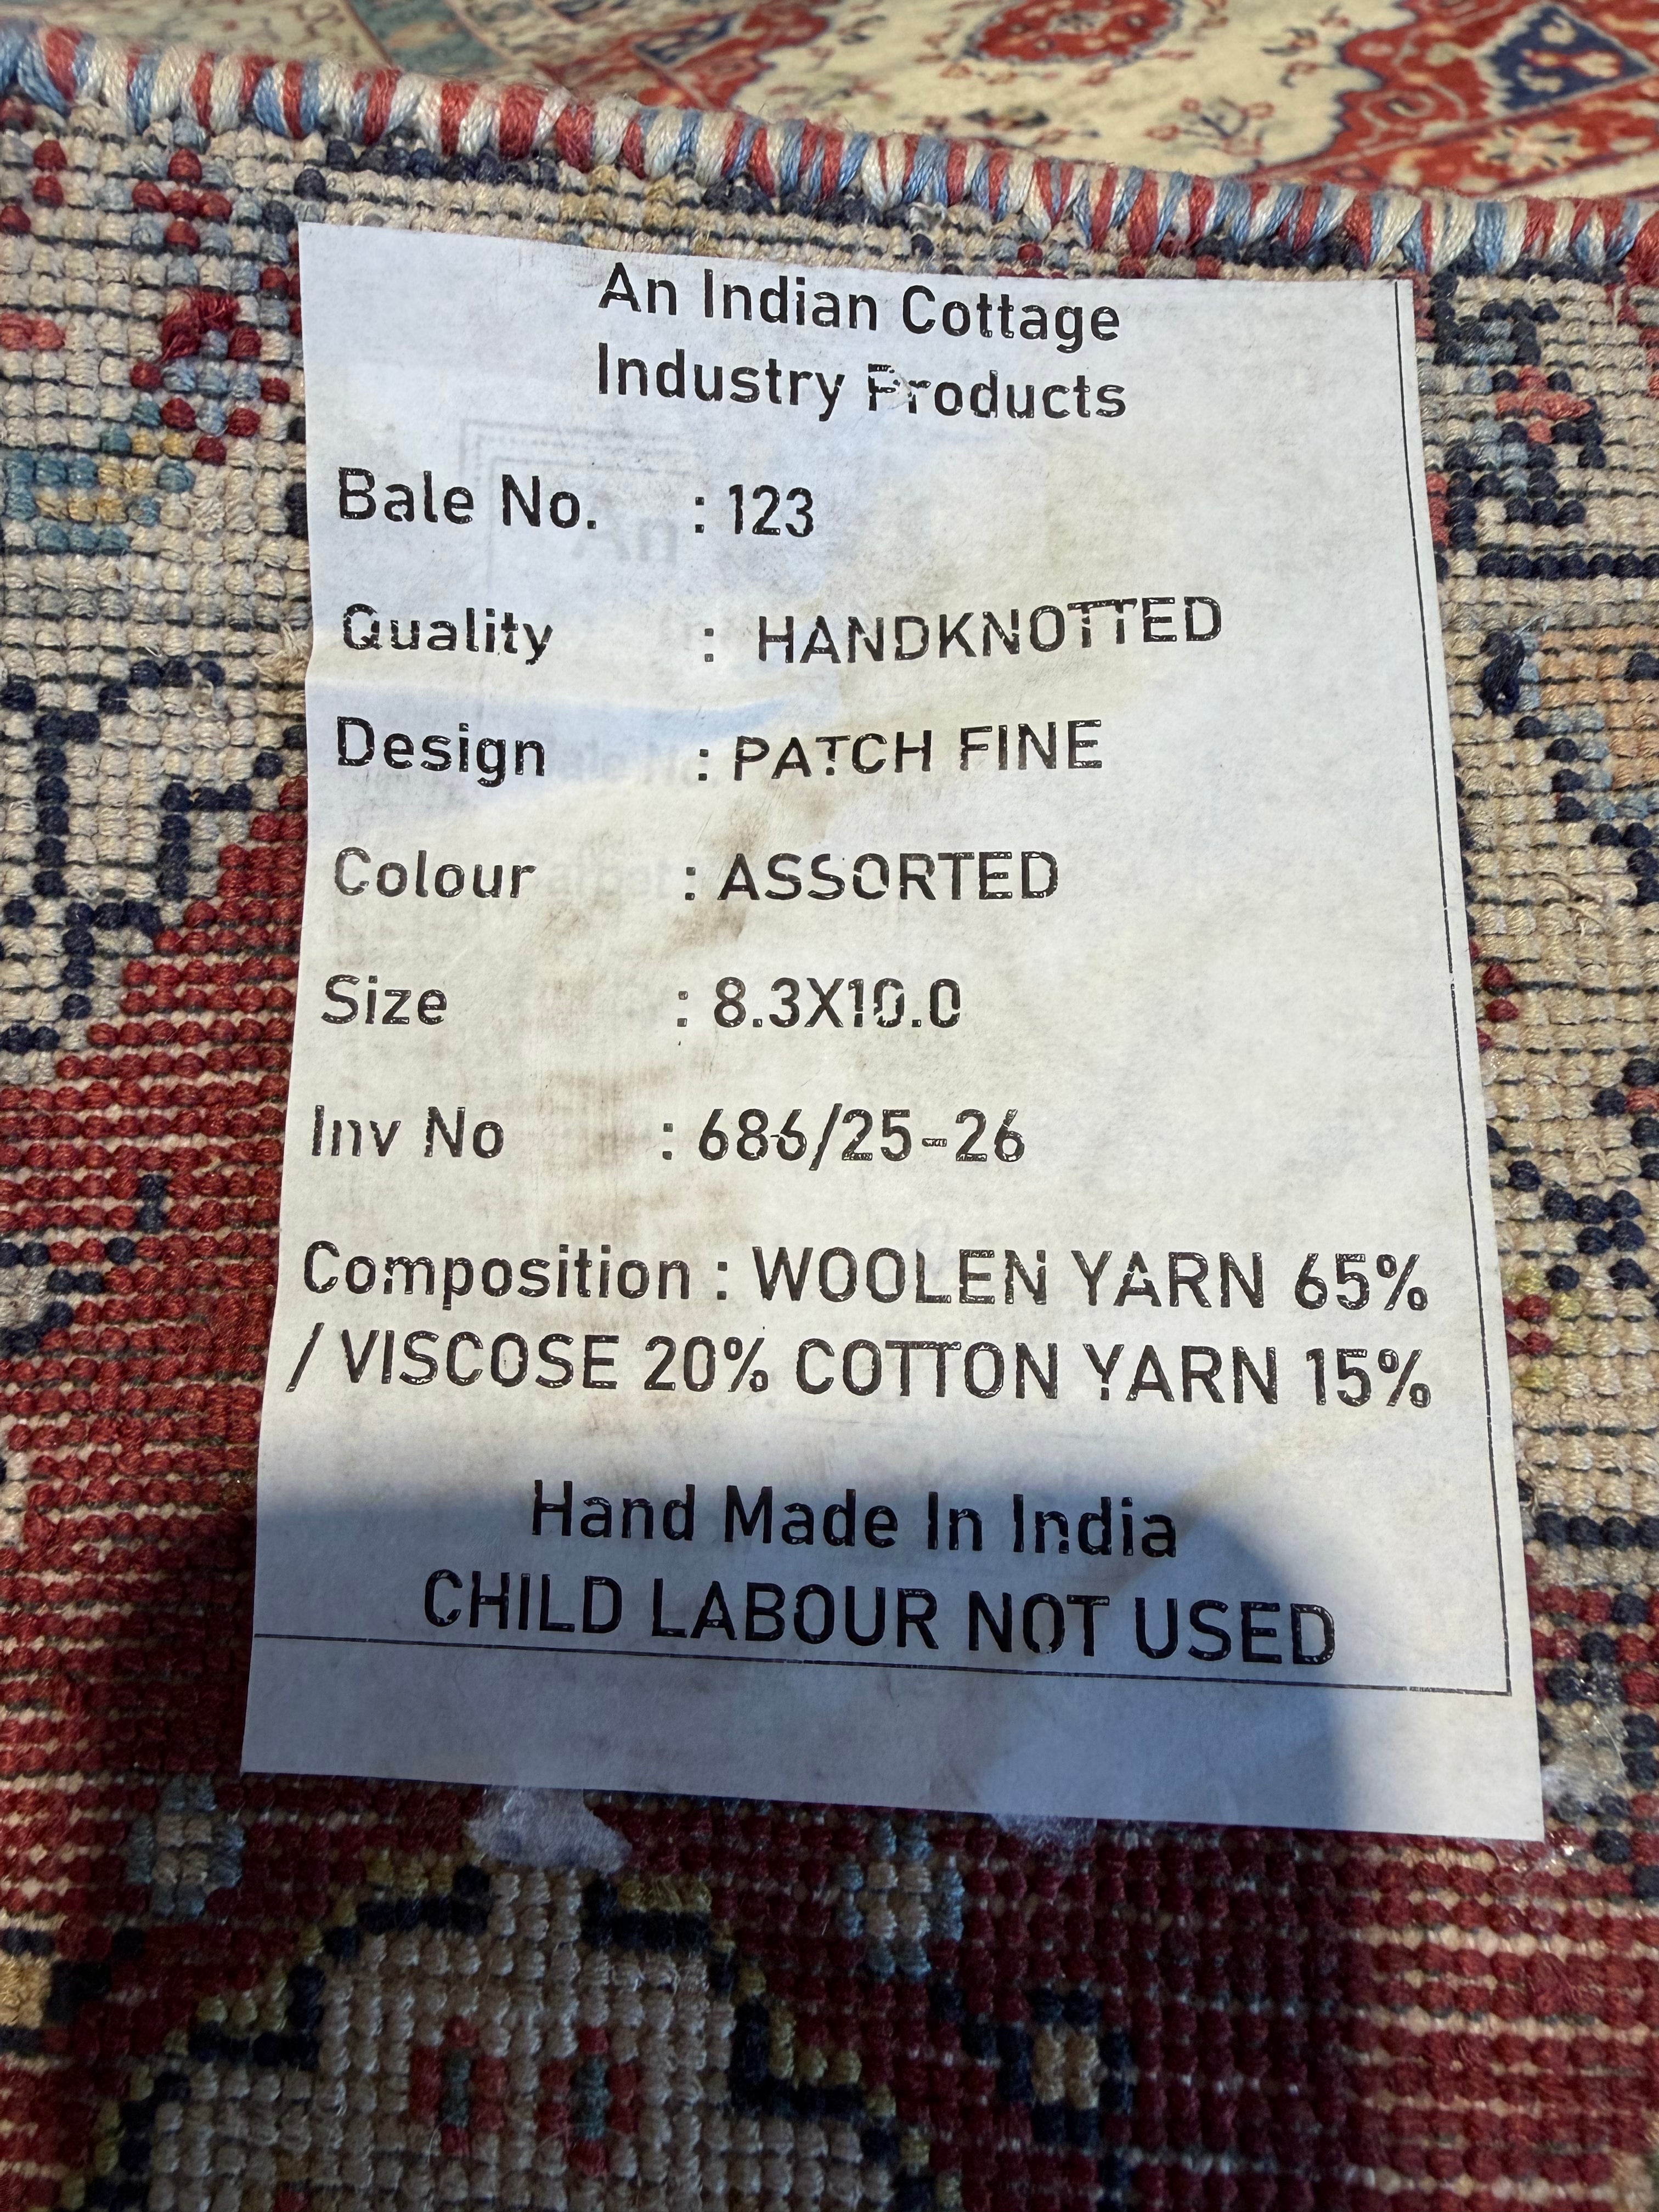 An Indian Cottage
Industry Products
Bale No. : 123
Quality : HANDKNOTTED
Design : PATCH FINE
Colour : ASSORTED
Size : 8.3X10.0
Inv No : 686/25-26
Composition : WOOLEN YARN 65%
/ VISCOSE 20% COTTON YARN 15%
Hand Made In India
CHILD LABOUR NOT USED